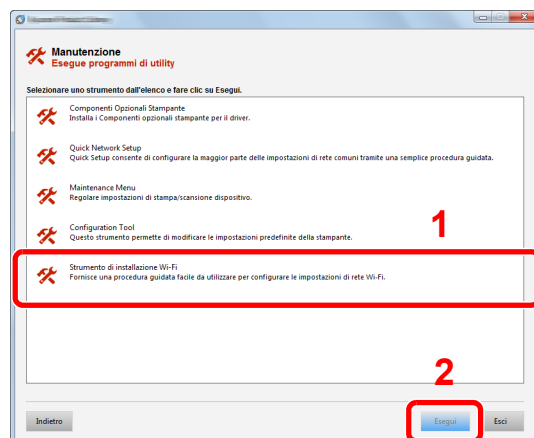 Manutenzione
Esegue programmi di utility
Selezionare uno strumento dall'elenco e fare clic su Esegui.
Componenti Opzionali Stampante
Installa i Componenti opzionali stampante per il driver.
Quick Network Setup
Quick Setup consente di configurare la maggior parte delle impostazioni di rete comuni tramite una semplice procedura guidata.
Maintenance Menu
Regolare impostazioni di stampa/scansione dispositivo.
1
Configuration Tool
Questo strumento permette di modificare le impostazioni predefinite della stampante.
Strumento di installazione Wi-Fi
Fornisce una procedura guidata facile da utilizzare per configurare le impostazioni di rete Wi-Fi.
2
Indietro
Esegui
Esci